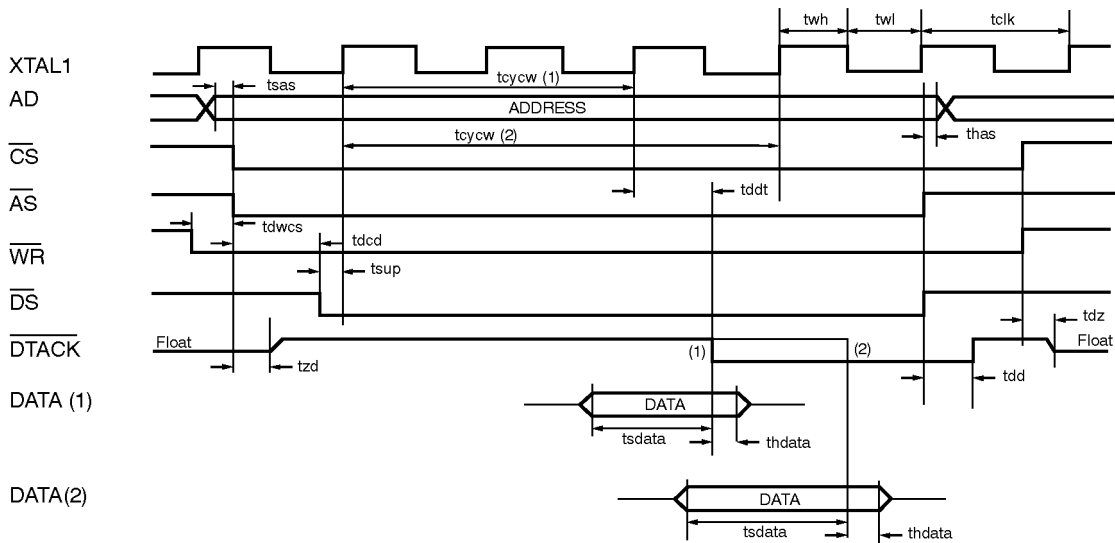 twh twl tclk
XTAL1
tsas tcycw (1)
AD ADDRESS
tcycw (2) thas
CS
tddt
AS
tdwcs tdcd
WR
tsup
DS
tdz
DTACK Float (1) (2) Float
tzd tdd
DATA (1) DATA
tsdata thdata
DATA(2) DATA
tsdata thdata